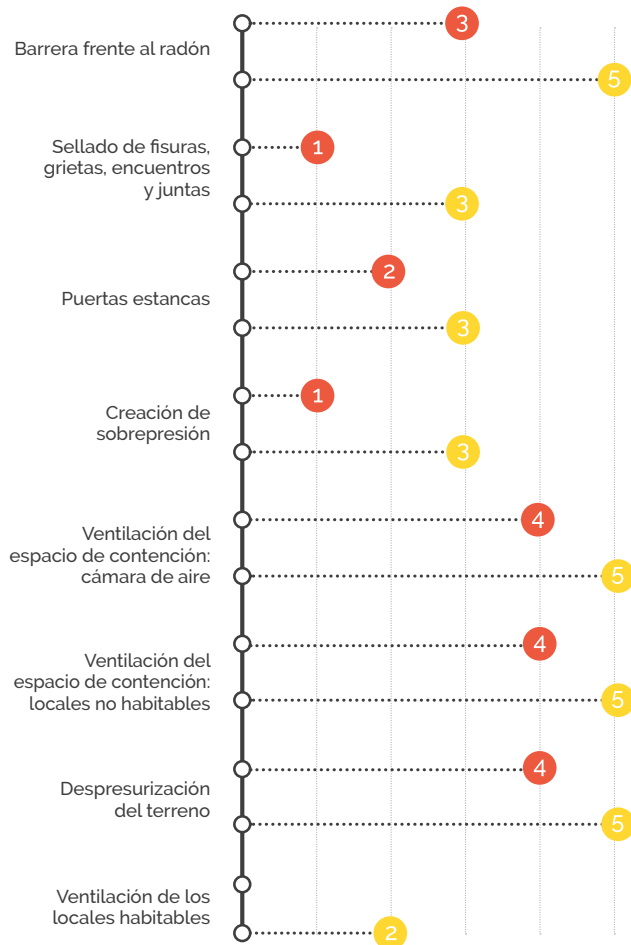 3
Barrera frente al radón
5
Sellado de fisuras,
grietas, encuentros
y juntas
1
3
Puertas estancas
2
3
Creación de
sobrepresión
1
3
Ventilación del
espacio de contención:
cámara de aire
4
5
Ventilación del
espacio de contención:
locales no habitables
4
5
Despresurización
del terreno
4
5
Ventilación de los
locales habitables
2